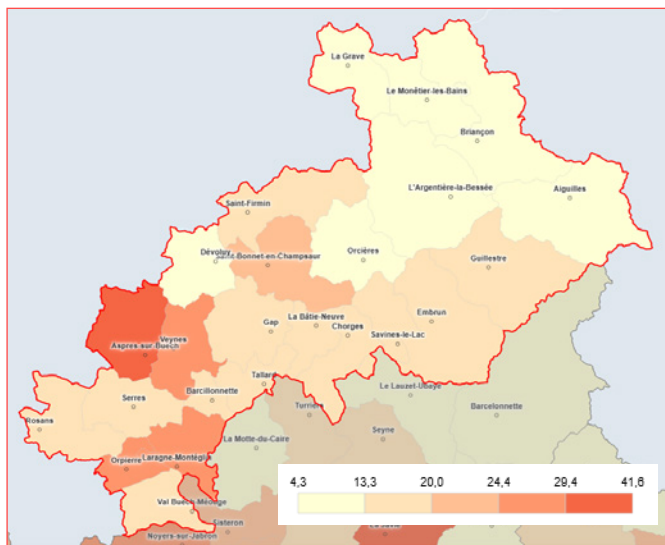 La Grave
Le Monêtier-les-Bains
Briançon
L'Argentière-la-Bessée
Aiguilles
Saint-Firmin
Dévoluy
Saint-Bonnet-en-Champsaur
Orcières
Guillestre
Gap
La Bâtie-Neuve
Embrun
Chorges
Savines-le-Lac
Veynes
Aspres-sur-Buëch
Tallard
Barcillonnette
Le Lauzet-Ubaye
Serres
Turriers
Barcelonnette
Rosans
Seyne
La Motte-du-Caire
Orpierre
Laragne-Montéglin
4,3 13,3 20,0 24,4 29,4 41,6
Val Buëch-Méouge
Sisteron
Noyers-sur-Jabron